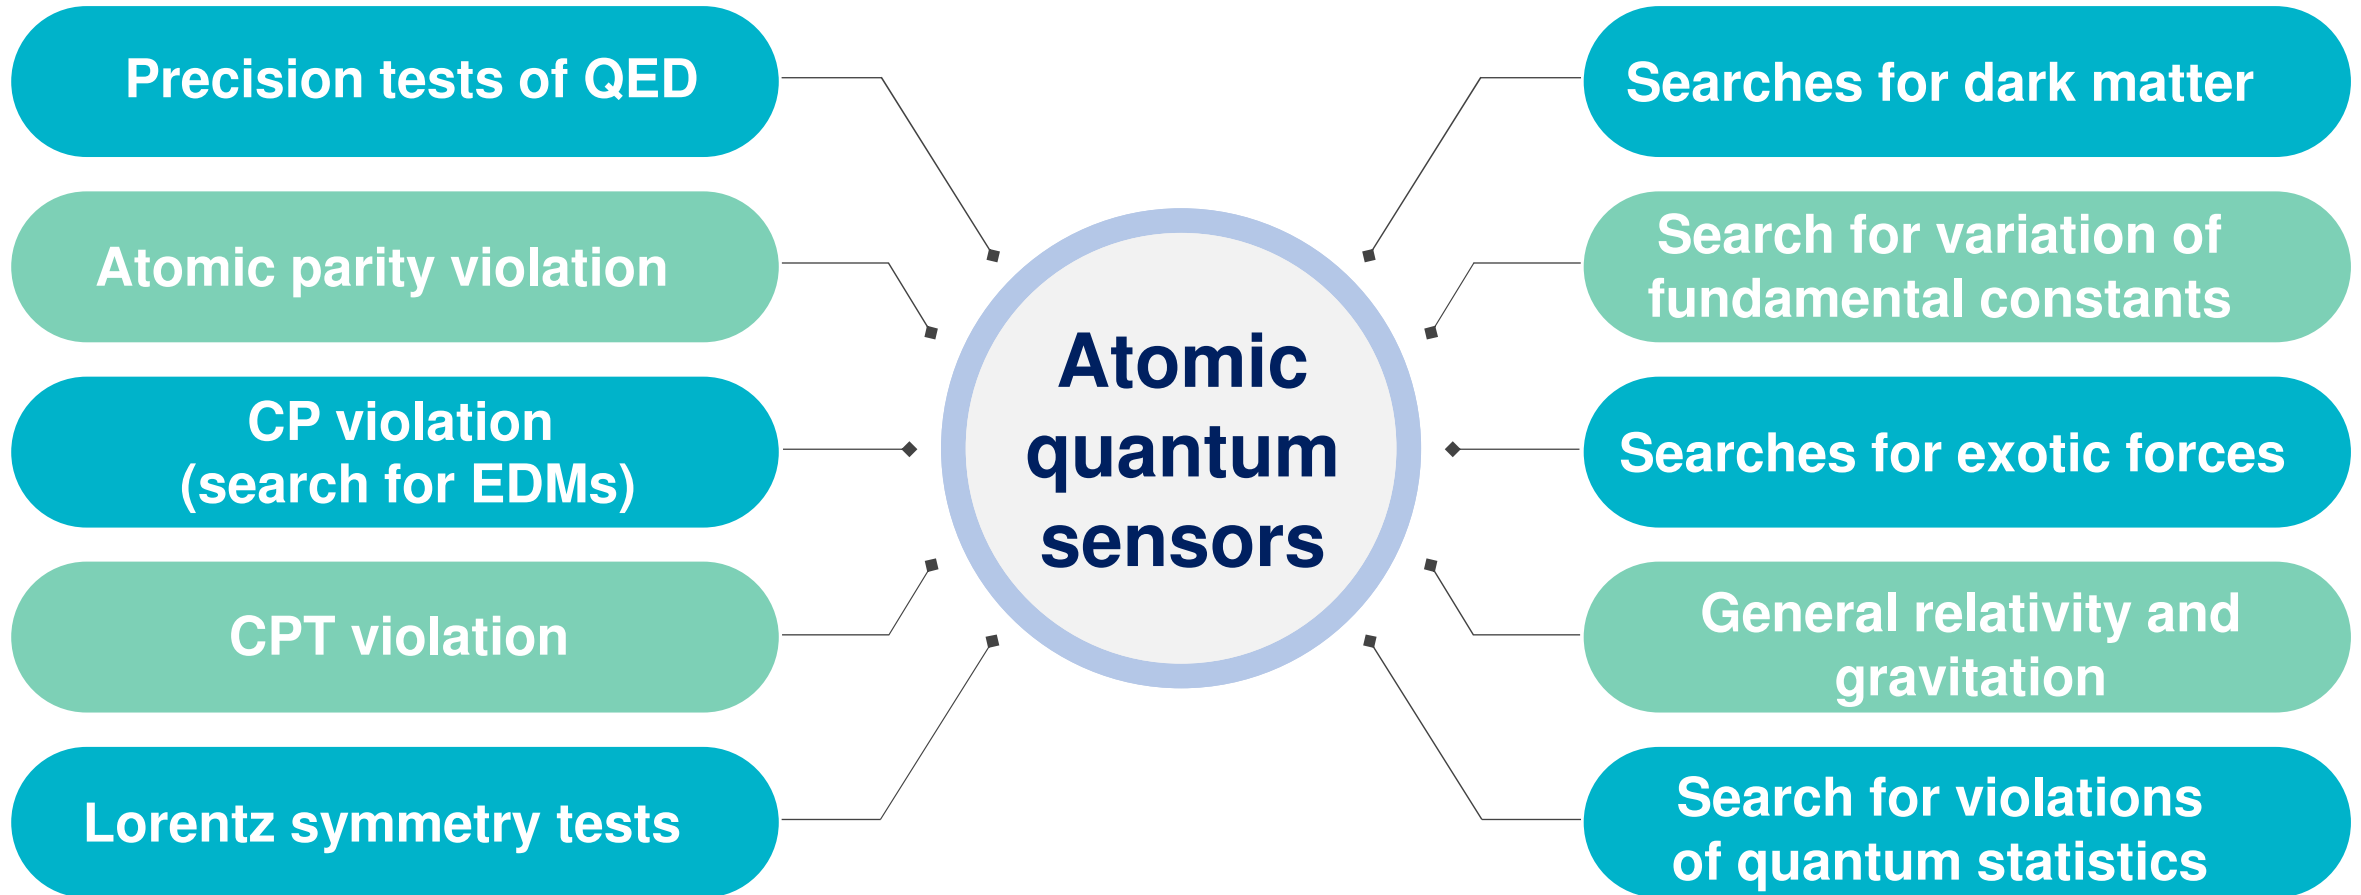 Precision tests of QED
Atomic parity violation
CP violation
(search for EDMs)
CPT violation
Lorentz symmetry tests
Atomic
quantum
sensors
Searches for dark matter
Search for variation of
fundamental constants
Searches for exotic forces
General relativity and
gravitation
Search for violations
of quantum statistics